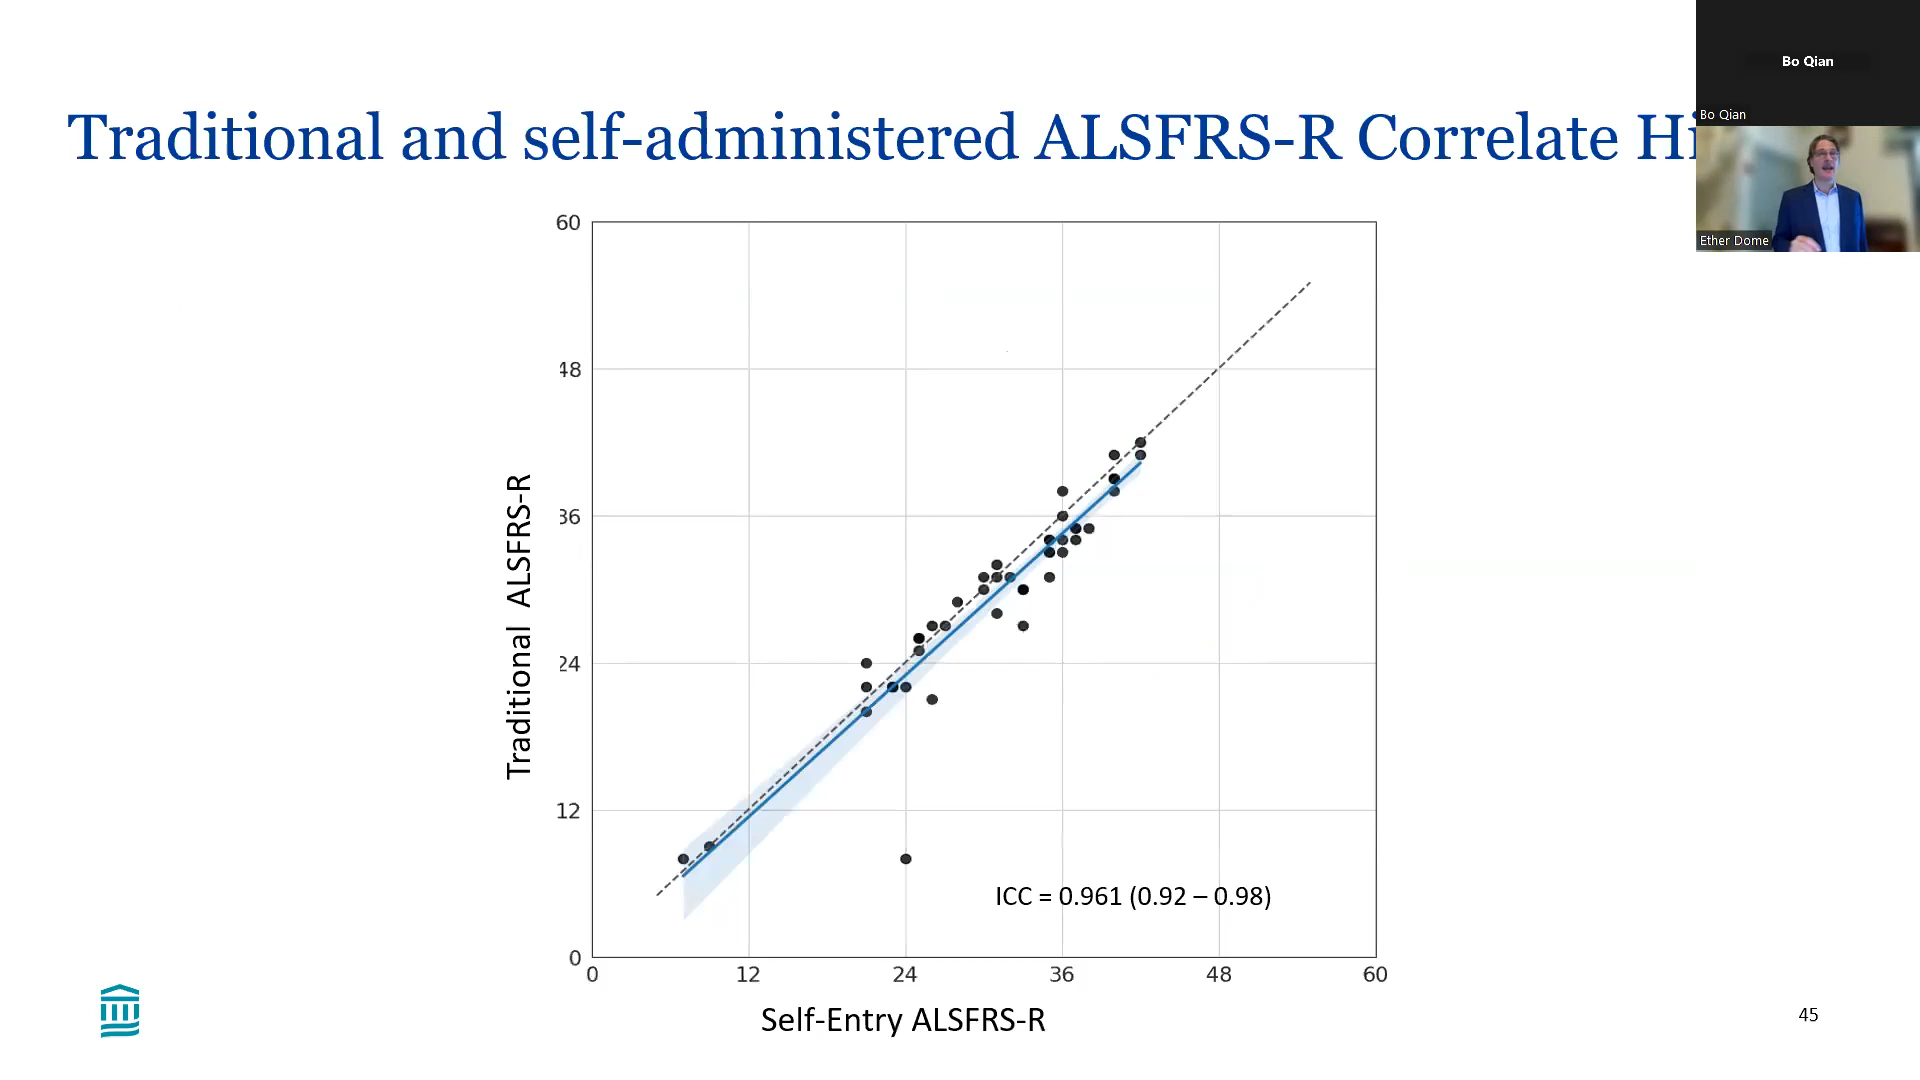 Bo Qian
Bo Qian
Traditional and self-administered ALSFRS-R Correlate Hi
Ether Dome
60
48
36
24
12
0
Traditional ALSFRS-R
ICC = 0.961 (0.92 – 0.98)
0 12 24 36 48 60
Self-Entry ALSFRS-R
45